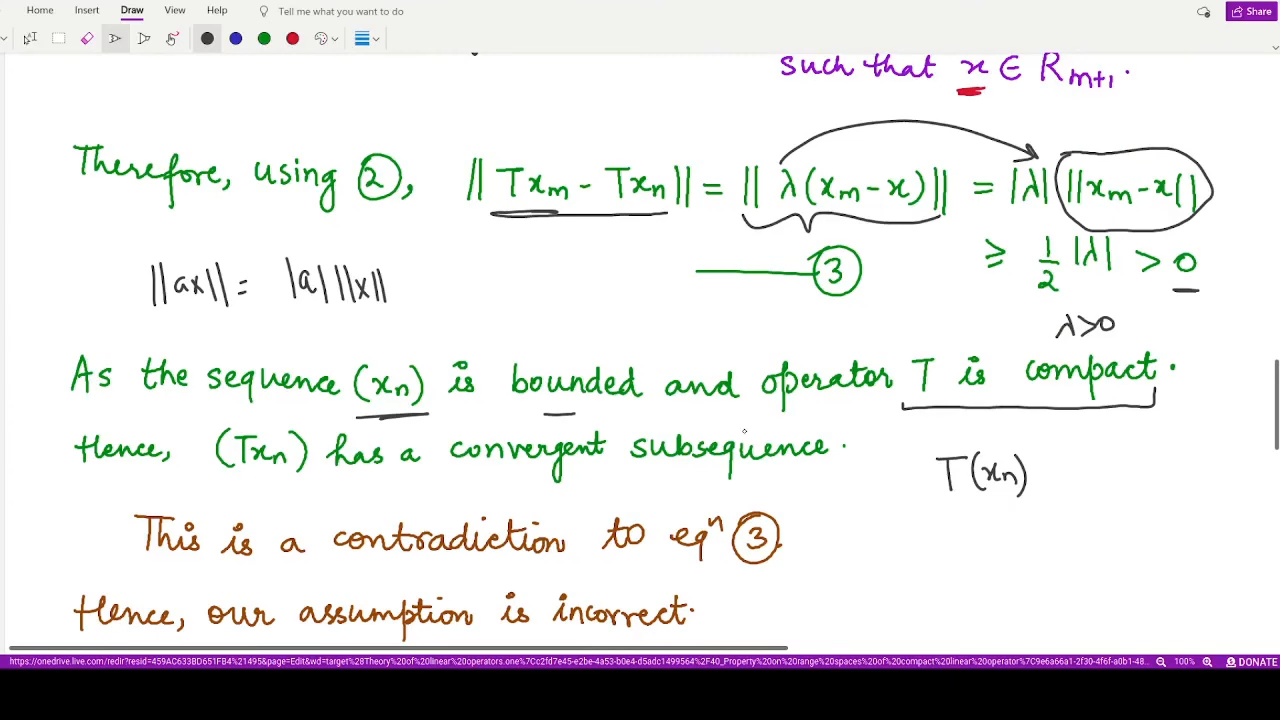 Home Insert Draw View Help Tell me what you want to do Share
such that x ∈ R_{m+1}.
Therefore, using ②, ||Tx_m - Tx_n|| = ||λ(x_m - x)|| = |λ| ||x_m - x||
||ax|| = |a| ||x|| ③ ≥ 1/2 |λ| > 0
λ>0
As the sequence (x_n) is bounded and operator T is compact.
Hence, (Tx_n) has a convergent subsequence.
T(x_n)
This is a contradiction to eqⁿ ③.
Hence, our assumption is incorrect.
100% DONATE